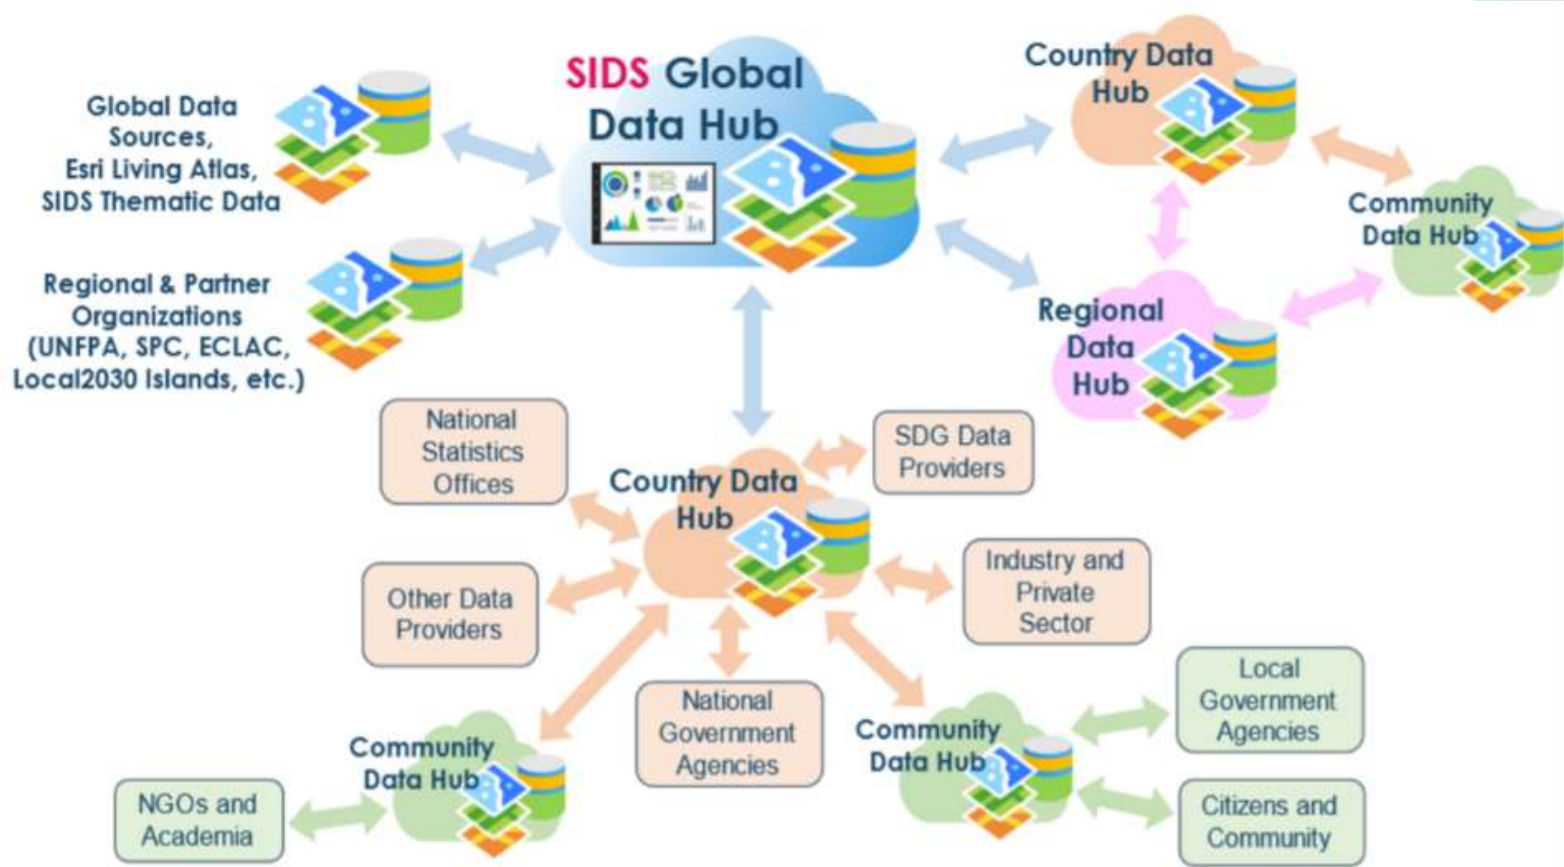 SIDS Global
Data Hub
Country Data
Hub
Global Data
Sources,
Esri Living Atlas,
SIDS Thematic Data
Community
Data Hub
Regional & Partner
Organizations
(UNFPA, SPC, ECLAC,
Local2030 Islands, etc.)
Regional
Data
Hub
National
Statistics
Offices
SDG Data
Providers
Country Data
Hub
Other Data
Providers
Industry and
Private
Sector
National
Government
Agencies
Local
Government
Agencies
Community
Data Hub
Community
Data Hub
NGOs and
Academia
Citizens and
Community